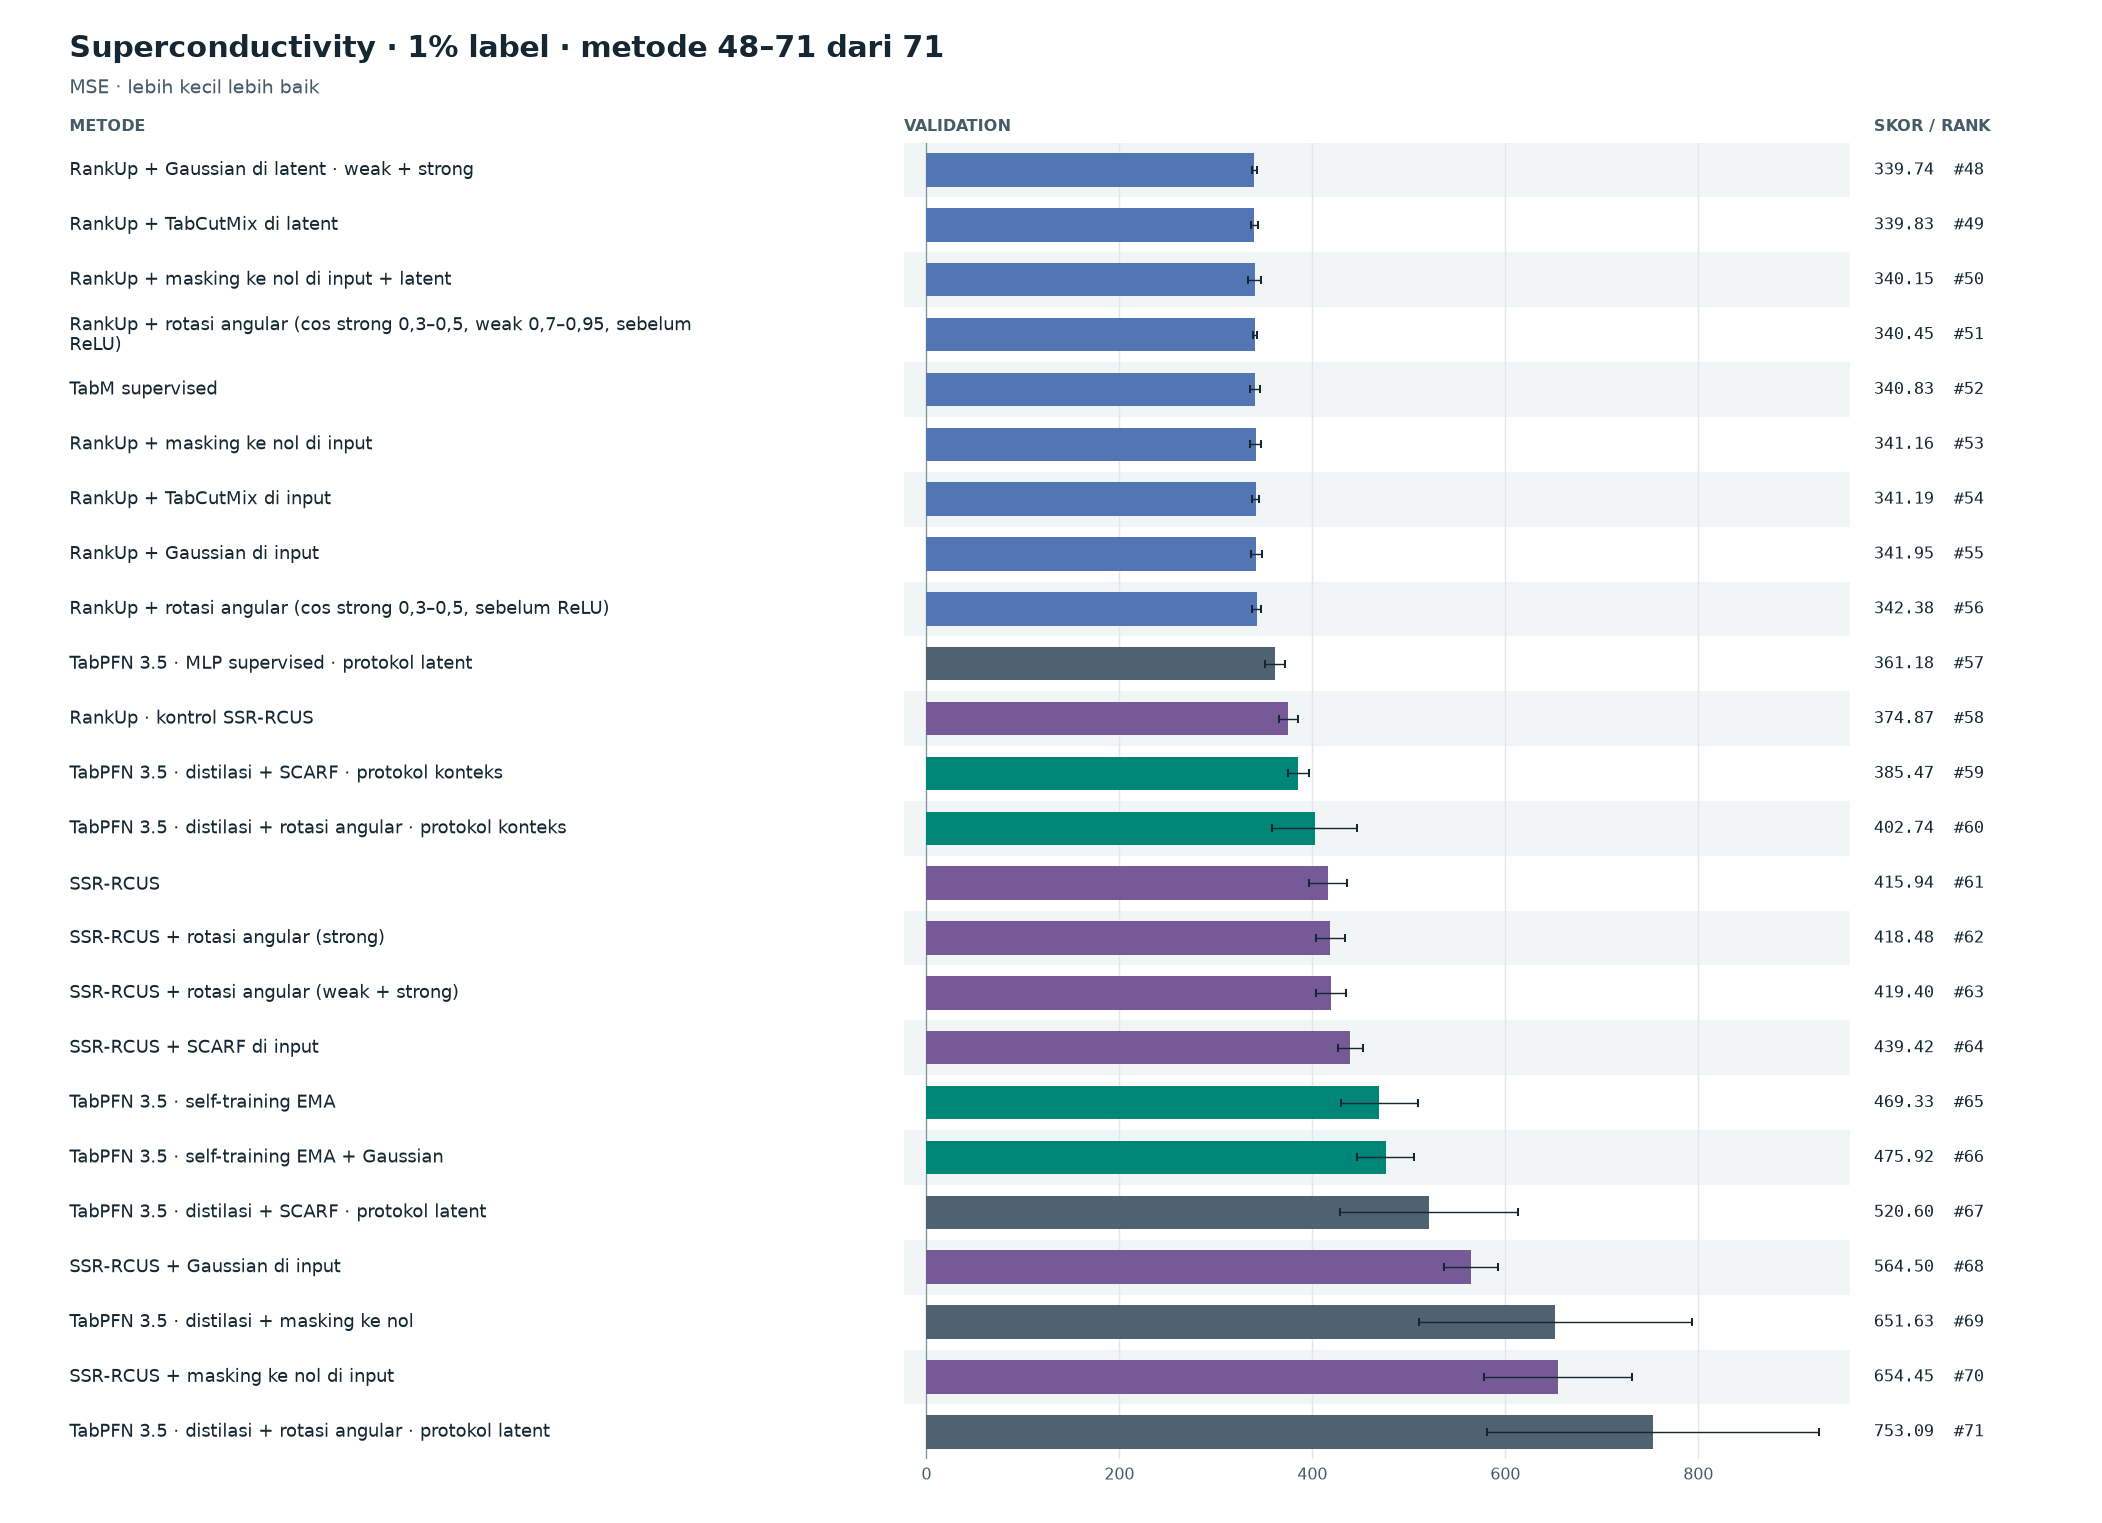 Superconductivity · 1% label · metode 48–71 dari 71
MSE · lebih kecil lebih baik
METODE VALIDATION SKOR / RANK
RankUp + Gaussian di latent · weak + strong 339.74 #48
RankUp + TabCutMix di latent 339.83 #49
RankUp + masking ke nol di input + latent 340.15 #50
RankUp + rotasi angular (cos strong 0,3–0,5, weak 0,7–0,95, sebelum
ReLU) 340.45 #51
TabM supervised 340.83 #52
RankUp + masking ke nol di input 341.16 #53
RankUp + TabCutMix di input 341.19 #54
RankUp + Gaussian di input 341.95 #55
RankUp + rotasi angular (cos strong 0,3–0,5, sebelum ReLU) 342.38 #56
TabPFN 3.5 · MLP supervised · protokol latent 361.18 #57
RankUp · kontrol SSR-RCUS 374.87 #58
TabPFN 3.5 · distilasi + SCARF · protokol konteks 385.47 #59
TabPFN 3.5 · distilasi + rotasi angular · protokol konteks 402.74 #60
SSR-RCUS 415.94 #61
SSR-RCUS + rotasi angular (strong) 418.48 #62
SSR-RCUS + rotasi angular (weak + strong) 419.40 #63
SSR-RCUS + SCARF di input 439.42 #64
TabPFN 3.5 · self-training EMA 469.33 #65
TabPFN 3.5 · self-training EMA + Gaussian 475.92 #66
TabPFN 3.5 · distilasi + SCARF · protokol latent 520.60 #67
SSR-RCUS + Gaussian di input 564.50 #68
TabPFN 3.5 · distilasi + masking ke nol 651.63 #69
SSR-RCUS + masking ke nol di input 654.45 #70
TabPFN 3.5 · distilasi + rotasi angular · protokol latent 753.09 #71
0 200 400 600 800